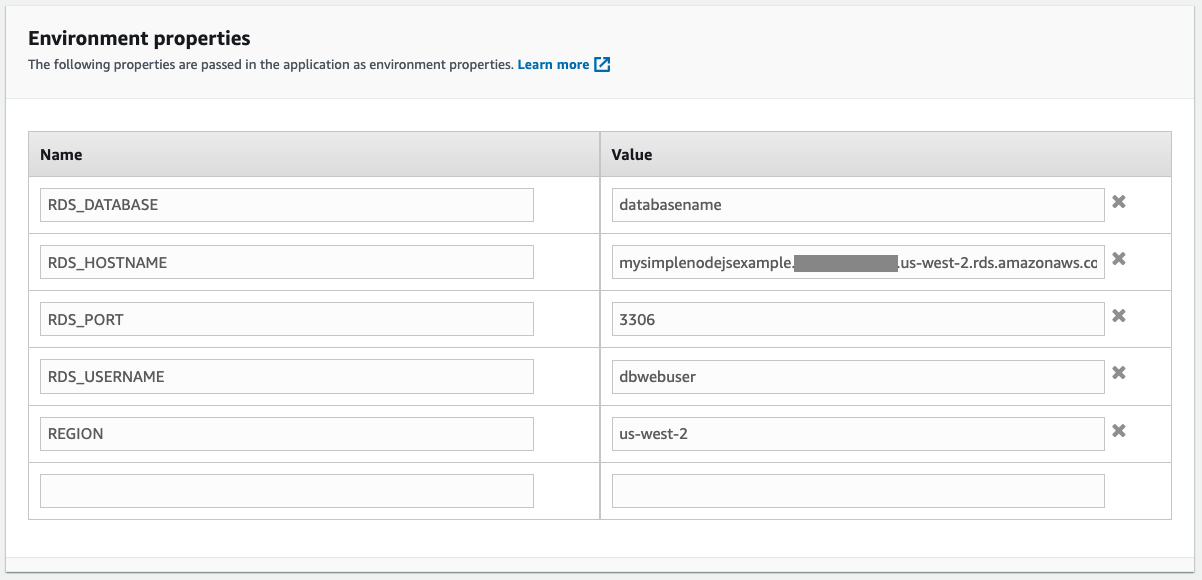 Environment properties
The following properties are passed in the application as environment properties. Learn more
Name Value
RDS_DATABASE databasename
RDS_HOSTNAME mysimplenodejsexample. .us-west-2.rds.amazonaws.co
RDS_PORT 3306
RDS_USERNAME dbwebuser
REGION us-west-2